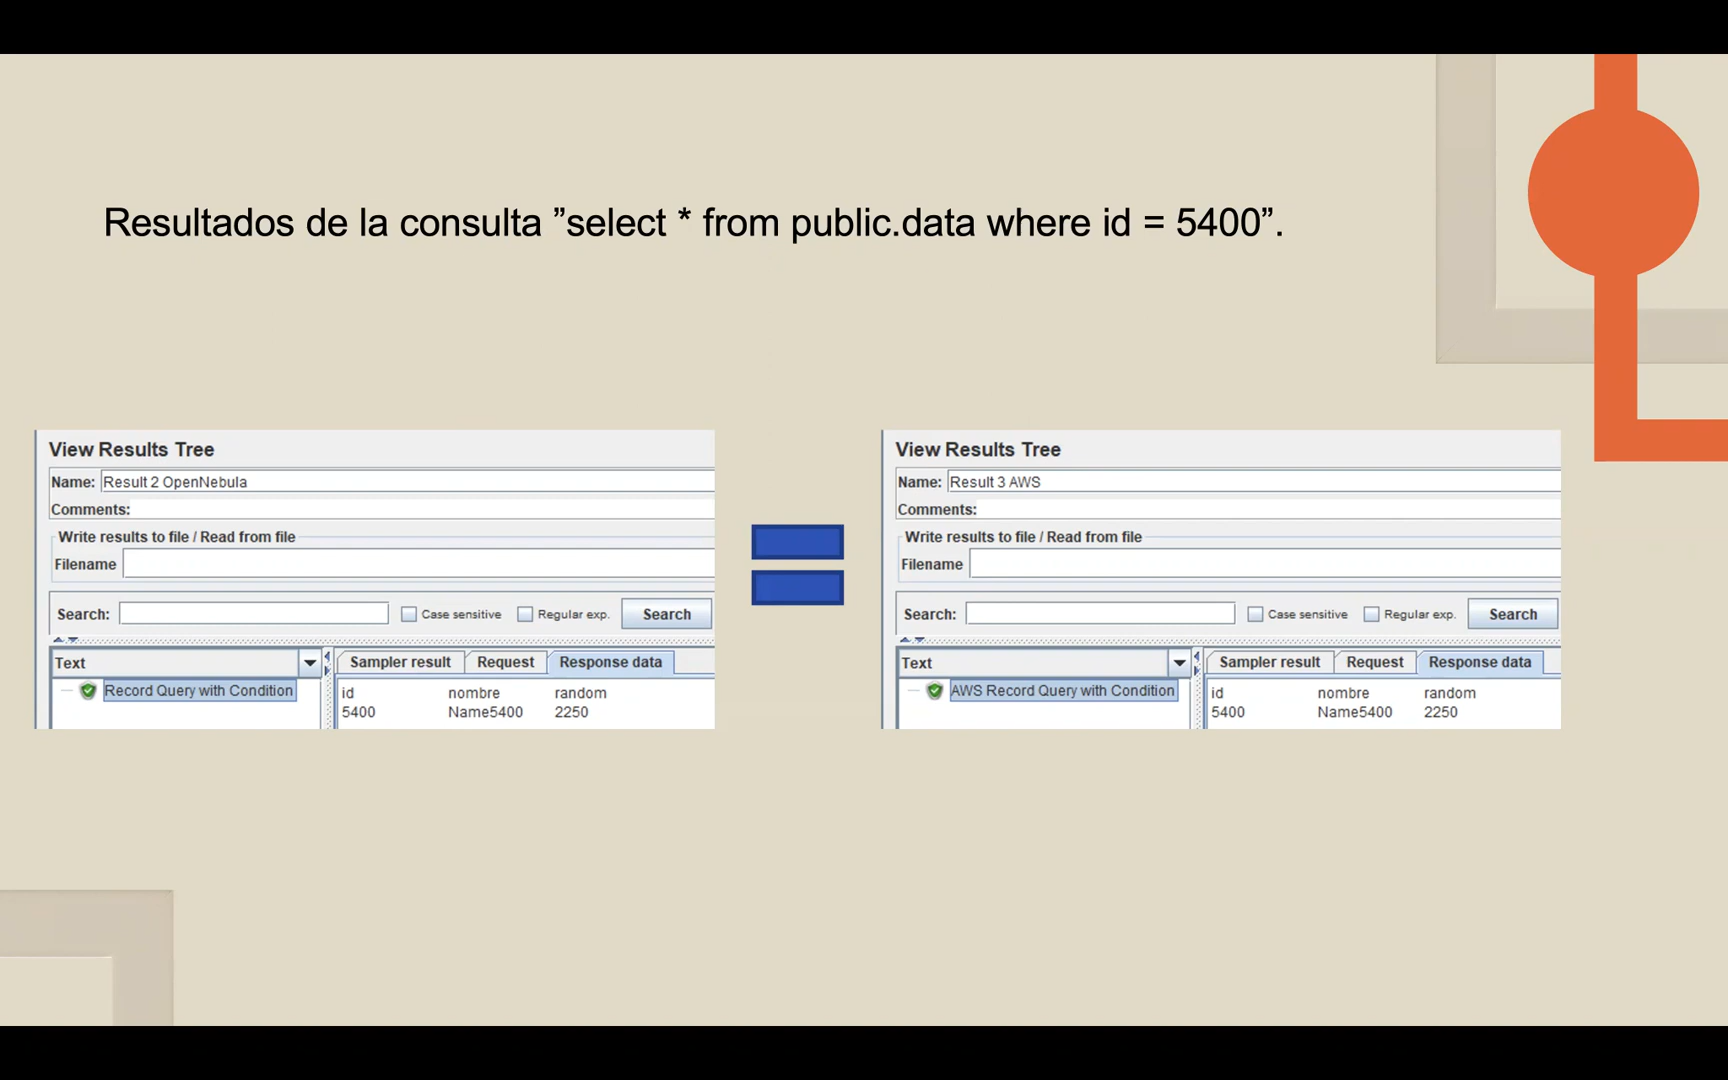 Resultados de la consulta ”select * from public.data where id = 5400”.
View Results Tree
Name: Result 2 OpenNebula
Comments:
Write results to file / Read from file
Filename
Search: Case sensitive Regular exp. Search
Text Sampler result Request Response data
Record Query with Condition
id nombre random
5400 Name5400 2250
View Results Tree
Name: Result 3 AWS
Comments:
Write results to file / Read from file
Filename
Search: Case sensitive Regular exp. Search
Text Sampler result Request Response data
AWS Record Query with Condition
id nombre random
5400 Name5400 2250